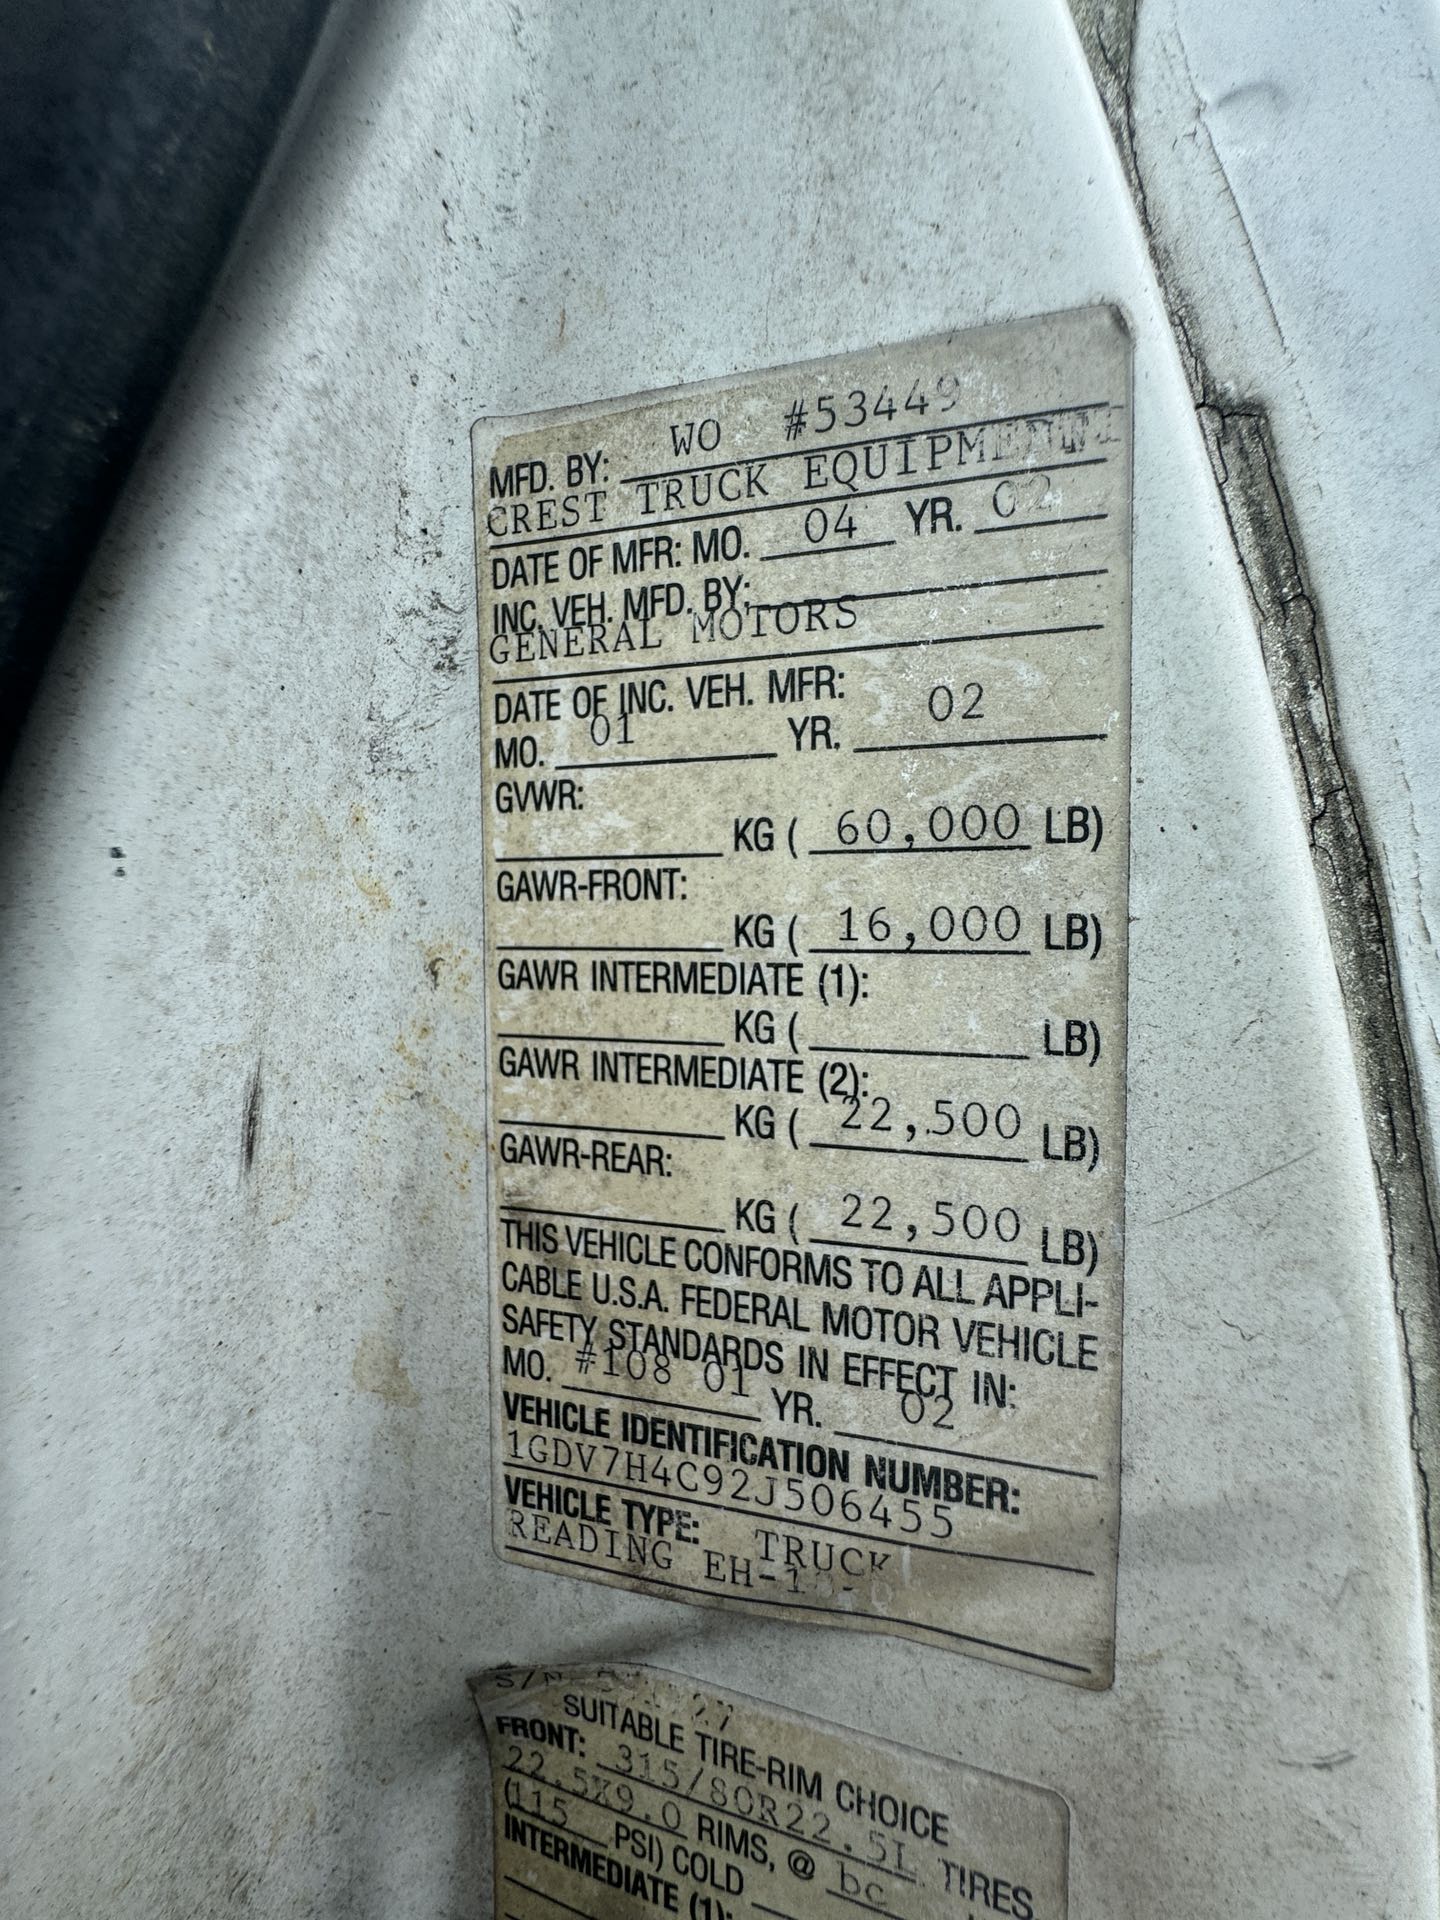 WO #53449
MFD. BY:
CREST TRUCK EQUIPMENT
DATE OF MFR: MO. 04 YR. 02
INC. VEH. MFD. BY:
GENERAL MOTORS
DATE OF INC. VEH. MFR:
MO. 01 YR. 02
GVWR:
KG ( 60,000 LB)
GAWR-FRONT:
KG ( 16,000 LB)
GAWR INTERMEDIATE (1):
KG ( LB)
GAWR INTERMEDIATE (2):
KG ( 22,500 LB)
GAWR-REAR:
KG ( 22,500 LB)
THIS VEHICLE CONFORMS TO ALL APPLI-
CABLE U.S.A. FEDERAL MOTOR VEHICLE
SAFETY STANDARDS IN EFFECT IN:
MO. #108 01 YR. 02
VEHICLE IDENTIFICATION NUMBER:
1GDV7H4C92J506455
VEHICLE TYPE: TRUCK
READING
S/N
SUITABLE TIRE-RIM CHOICE
FRONT: 315/80R22.5L TIRES
22.5X9.0 RIMS, @ bc
(115 PSI) COLD
INTERMEDIATE (1):